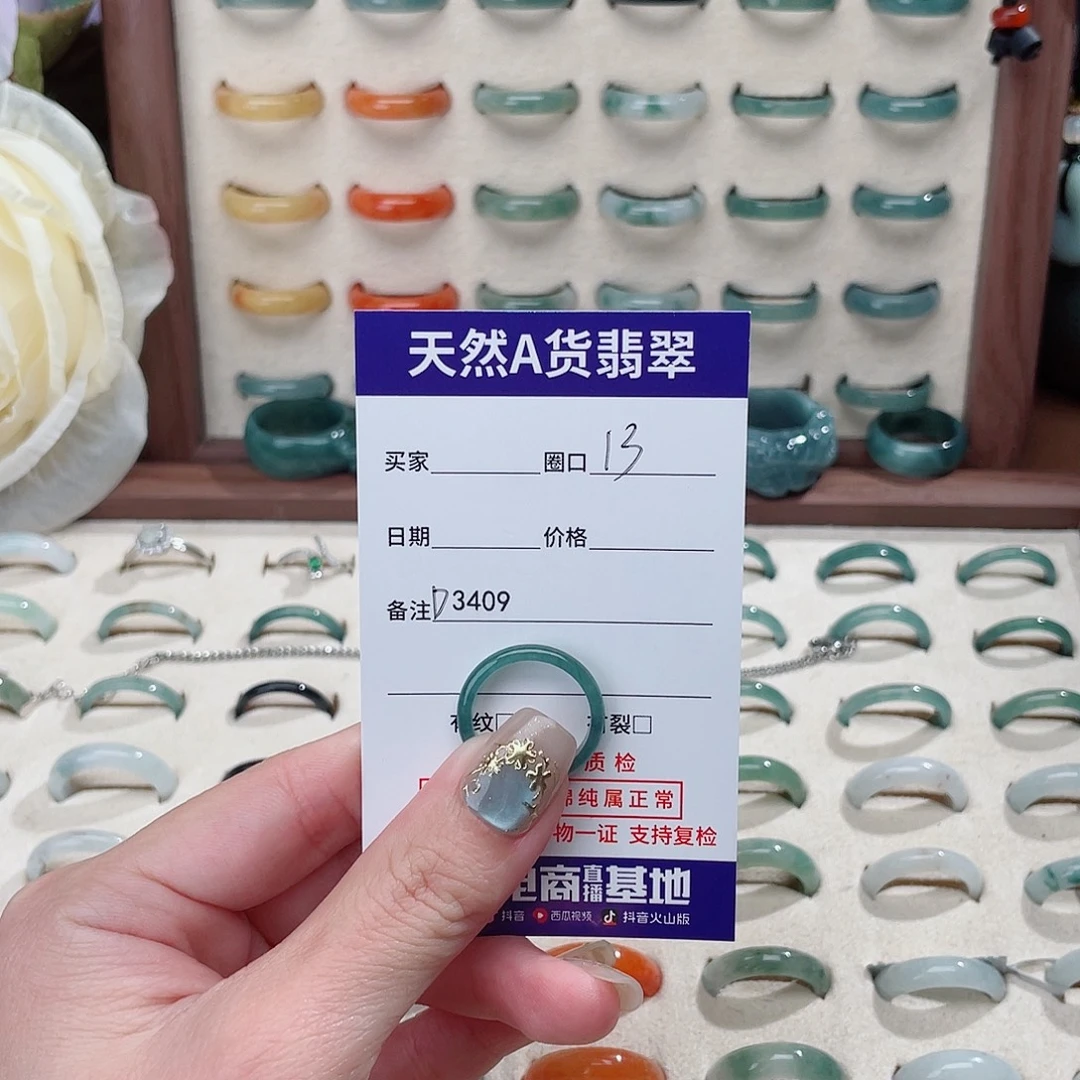 天然A货翡翠
买家 圈口 13
日期 价格
备注 D3409
纹□ 裂□
质检
纯属正常
物一证 支持复检
电商直播基地
抖音 西瓜视频 抖音火山版